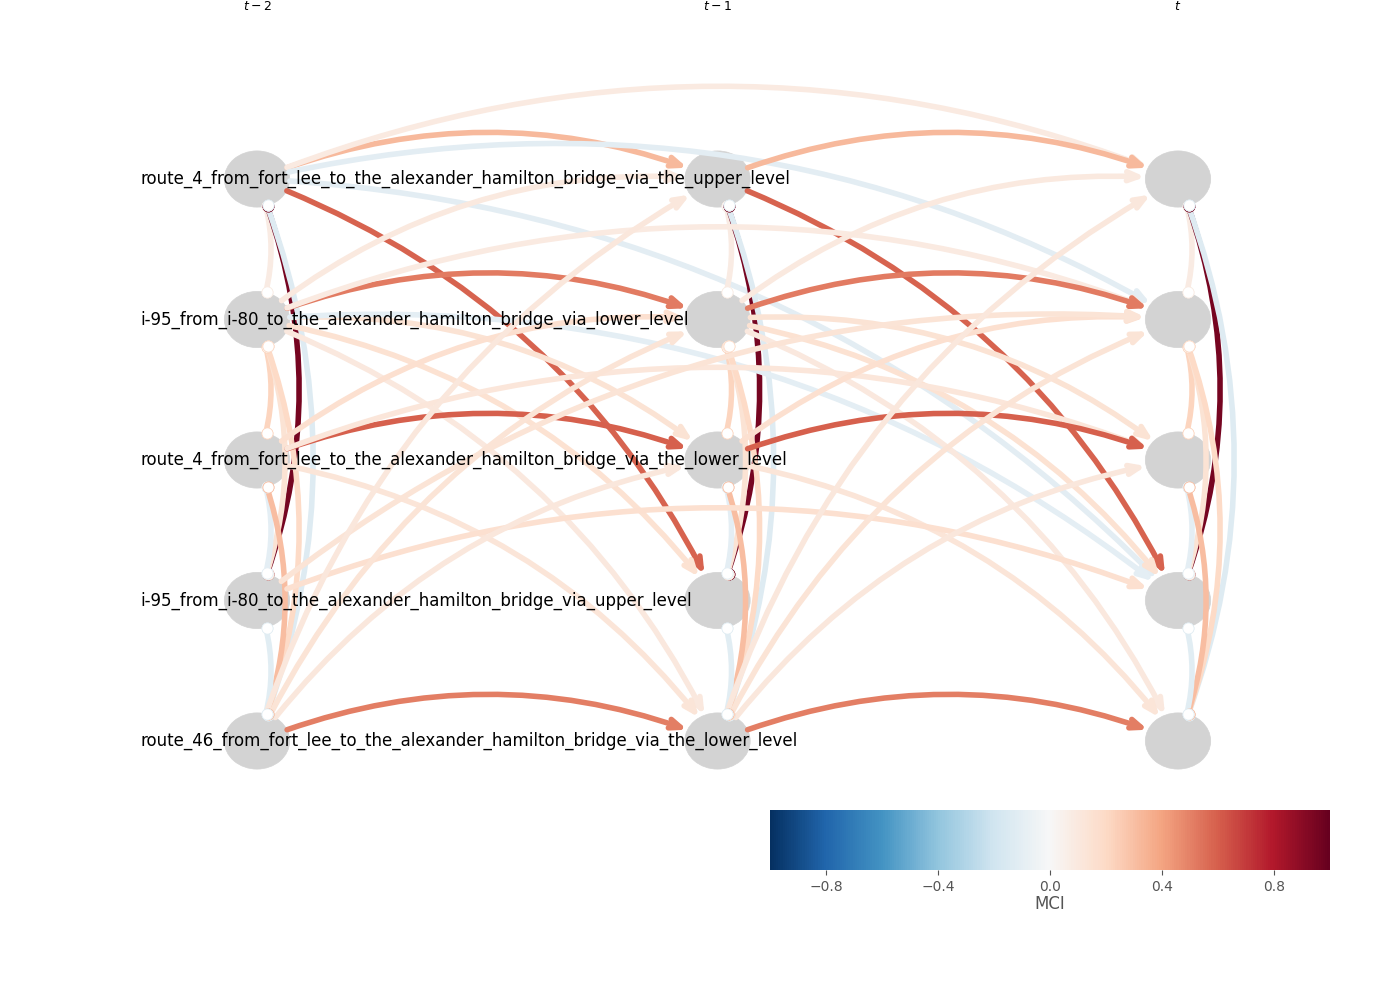 t − 2 t − 1 t
route_4_from_fort_lee_to_the_alexander_hamilton_bridge_via_the_upper_level
i-95_from_i-80_to_the_alexander_hamilton_bridge_via_lower_level
route_4_from_fort_lee_to_the_alexander_hamilton_bridge_via_the_lower_level
i-95_from_i-80_to_the_alexander_hamilton_bridge_via_upper_level
route_46_from_fort_lee_to_the_alexander_hamilton_bridge_via_the_lower_level
−0.8 −0.4 0.0 0.4 0.8
MCI